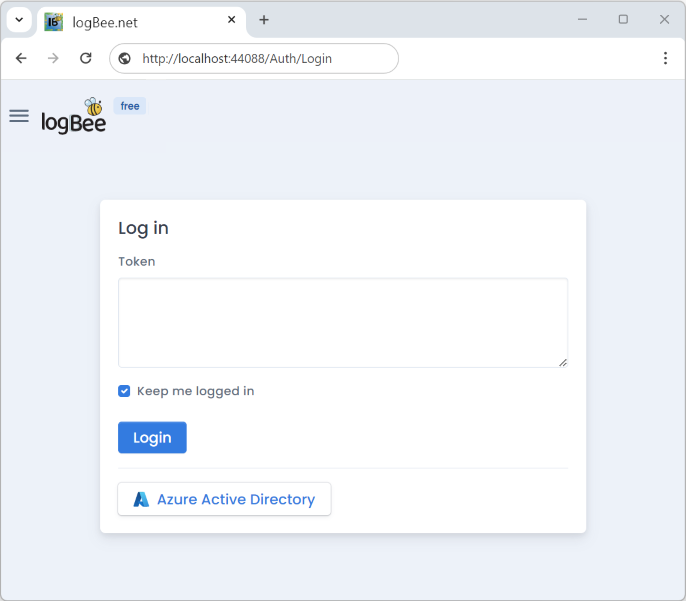 logBee.net
http://localhost:44088/Auth/Login
logBee
free
Log in
Token
Keep me logged in
Login
Azure Active Directory